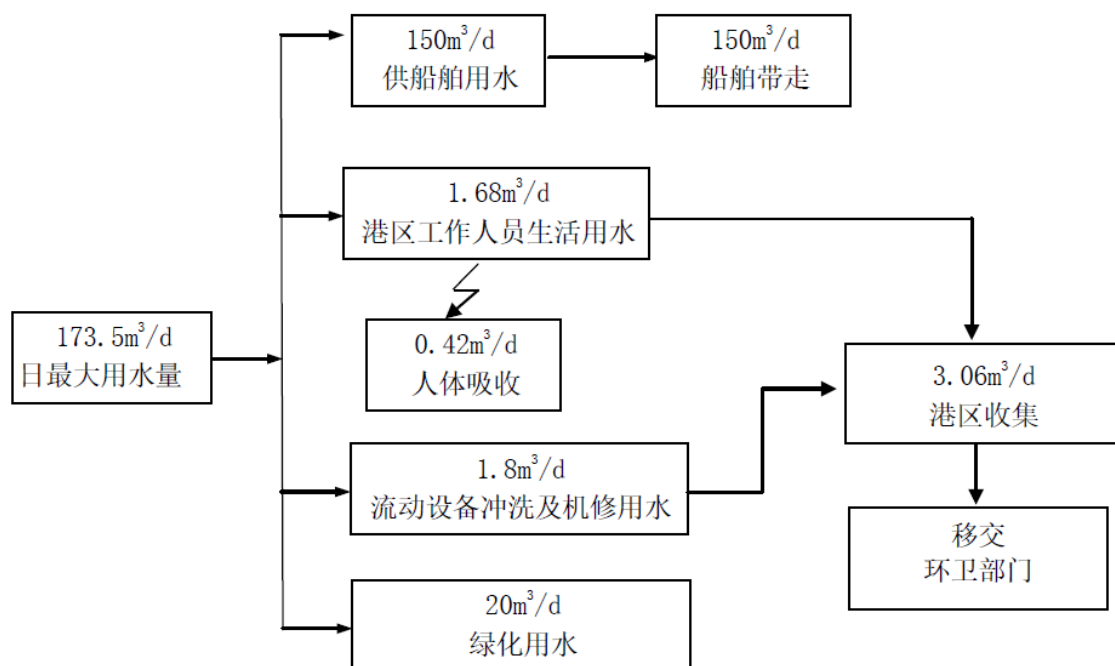 150m³/d
供船舶用水
150m³/d
船舶带走
1.68m³/d
港区工作人员生活用水
173.5m³/d
日最大用水量
0.42m³/d
人体吸收
3.06m³/d
港区收集
1.8m³/d
流动设备冲洗及机修用水
移交
环卫部门
20m³/d
绿化用水